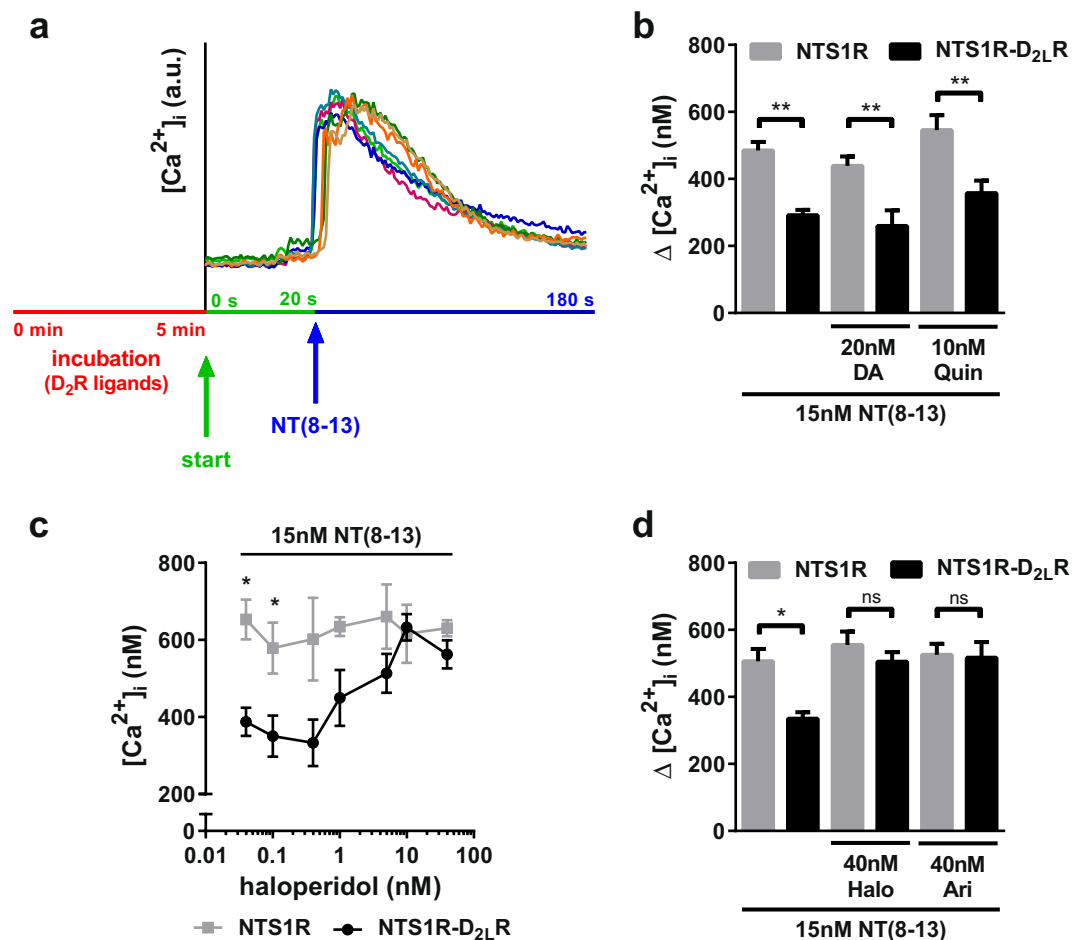 a
[Ca²⁺]ᵢ (a.u.)
0 s
20 s
180 s
0 min
5 min
incubation
(D₂R ligands)
start
NT(8-13)
b
NTS1R
NTS1R-D₂LR
Δ [Ca²⁺]ᵢ (nM)
800
600
400
200
0
**
**
**
20nM
DA
10nM
Quin
15nM NT(8-13)
c
15nM NT(8-13)
[Ca²⁺]ᵢ (nM)
800
600
400
200
0
*
*
0.01
0.1
1
10
100
haloperidol (nM)
NTS1R
NTS1R-D₂LR
d
NTS1R
NTS1R-D₂LR
Δ [Ca²⁺]ᵢ (nM)
800
600
400
200
0
*
ns
ns
40nM
Halo
40nM
Ari
15nM NT(8-13)